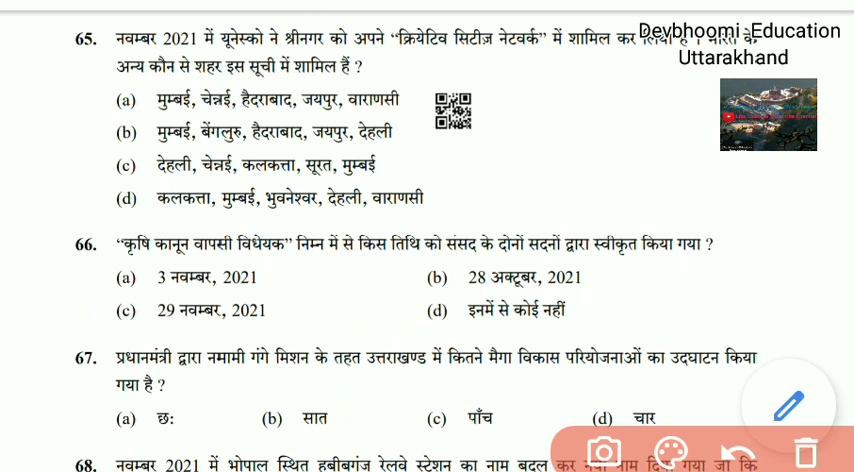 Devbhoomi Education
Uttarakhand
65. नवम्बर 2021 में यूनेस्को ने श्रीनगर को अपने “क्रियेटिव सिटीज़ नेटवर्क” में शामिल कर
अन्य कौन से शहर इस सूची में शामिल हैं ?
(a) मुम्बई, चेन्नई, हैदराबाद, जयपुर, वाराणसी
(b) मुम्बई, बेंगलुरु, हैदराबाद, जयपुर, देहली
(c) देहली, चेन्नई, कलकत्ता, सूरत, मुम्बई
(d) कलकत्ता, मुम्बई, भुवनेश्वर, देहली, वाराणसी
66. “कृषि कानून वापसी विधेयक” निम्न में से किस तिथि को संसद के दोनों सदनों द्वारा स्वीकृत किया गया ?
(a) 3 नवम्बर, 2021 (b) 28 अक्टूबर, 2021
(c) 29 नवम्बर, 2021 (d) इनमें से कोई नहीं
67. प्रधानमंत्री द्वारा नमामी गंगे मिशन के तहत उत्तराखण्ड में कितने मैगा विकास परियोजनाओं का उदघाटन किया
गया है ?
(a) छ: (b) सात (c) पाँच (d) चार
68. नवम्बर 2021 में भोपाल स्थित हबीबगंज रेलवे स्टेशन का नाम बदल कर नाम गया जो कि